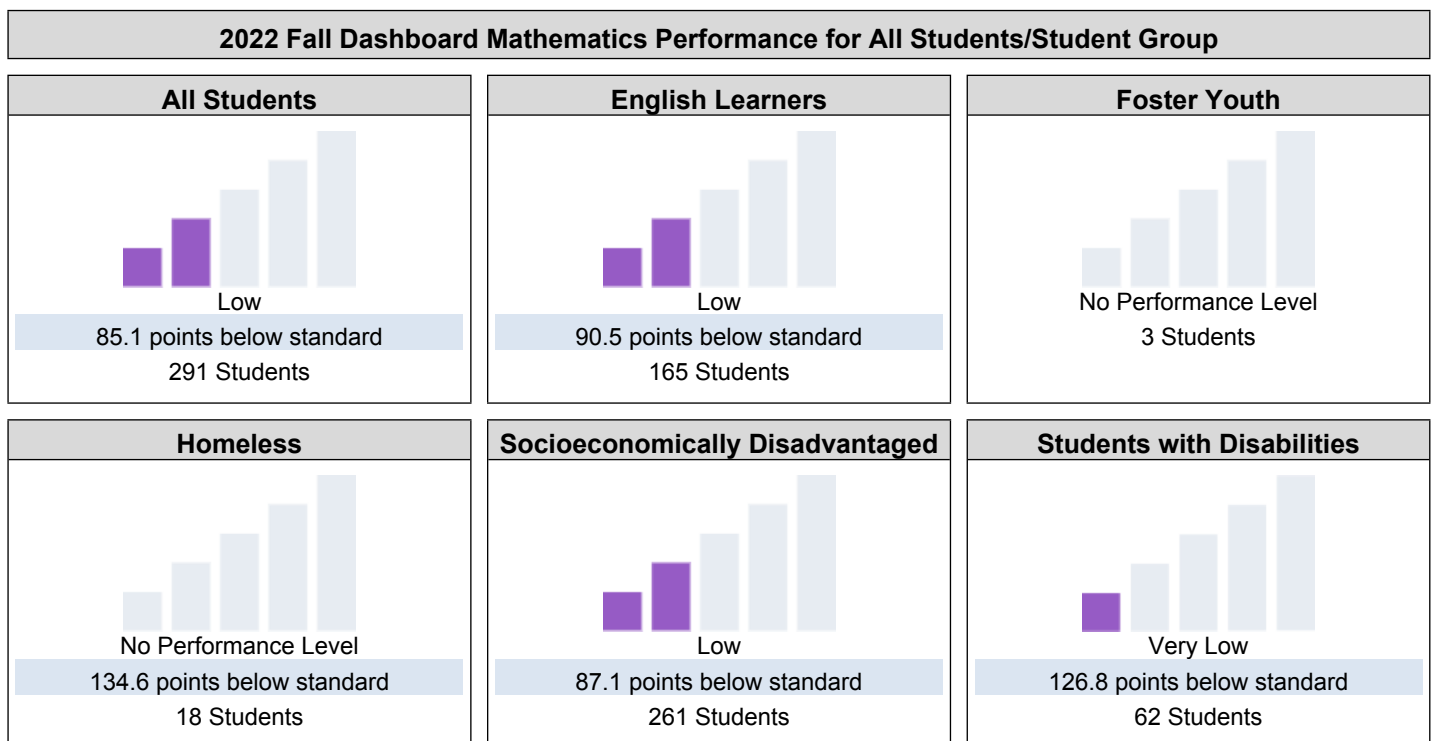 2022 Fall Dashboard Mathematics Performance for All Students/Student Group
All Students
Low
85.1 points below standard
291 Students
English Learners
Low
90.5 points below standard
165 Students
Foster Youth
No Performance Level
3 Students
Homeless
No Performance Level
134.6 points below standard
18 Students
Socioeconomically Disadvantaged
Low
87.1 points below standard
261 Students
Students with Disabilities
Very Low
126.8 points below standard
62 Students